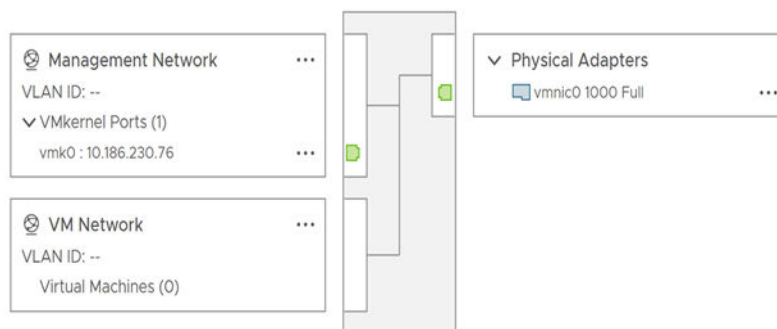 Management Network
VLAN ID: --
VMkernel Ports (1)
vmk0 : 10.186.230.76
VM Network
VLAN ID: --
Virtual Machines (0)
Physical Adapters
vmnic0 1000 Full